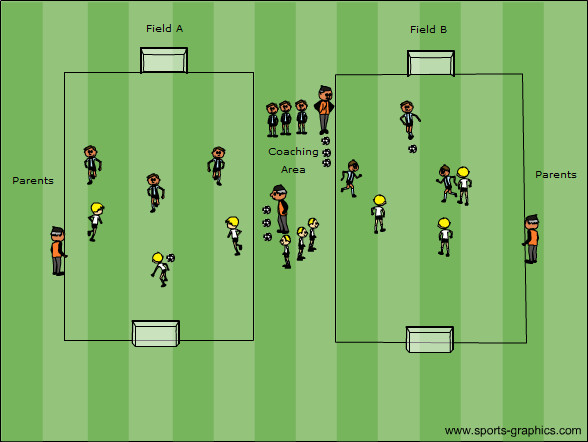 Field A
Field B
Coaching
Area
Parents
Parents
www.sports-graphics.com